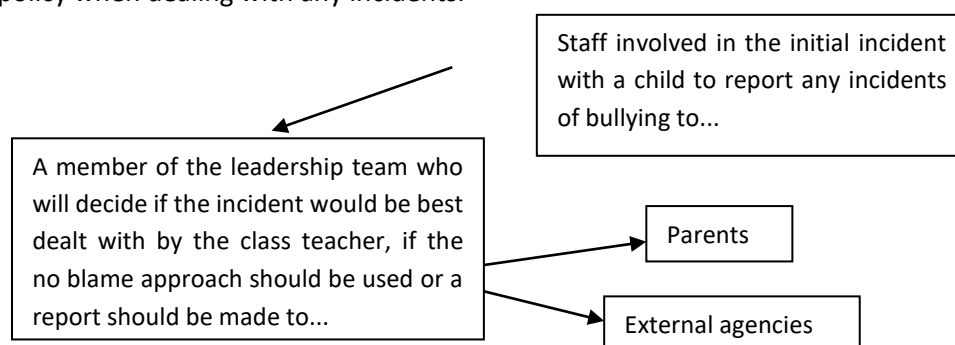 policy when dealing with any incidents.
Staff involved in the initial incident
with a child to report any incidents
of bullying to...
A member of the leadership team who
will decide if the incident would be best
dealt with by the class teacher, if the
no blame approach should be used or a
report should be made to...
Parents
External agencies